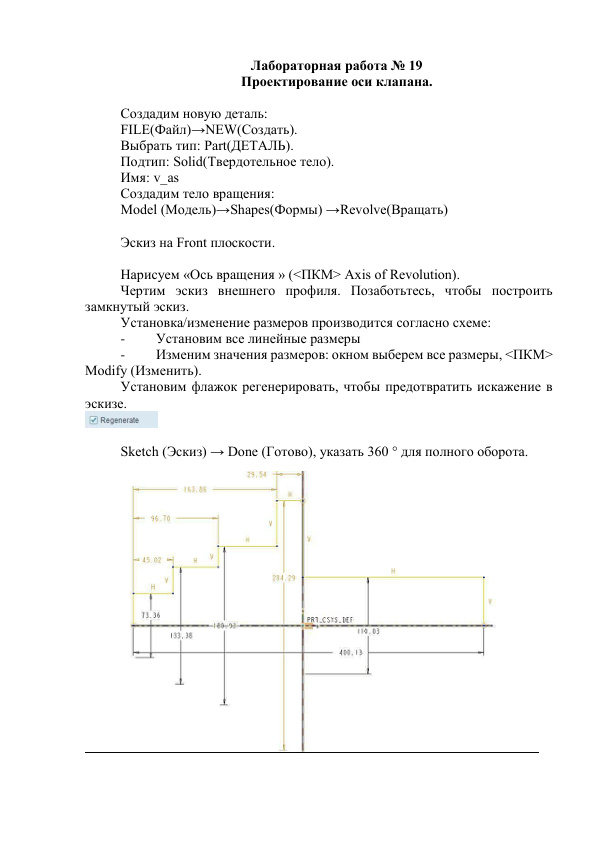 Лабораторная работа № 19
Проектирование оси клапана.
Создадим новую деталь:
FILE(Файл)→NEW(Создать).
Выбрать тип: Part(ДЕТАЛЬ).
Подтип: Solid(Твердотельное тело).
Имя: v_as
Создадим тело вращения:
Model (Модель)→Shapes(Формы) →Revolve(Вращать)
Эскиз на Front плоскости.
Нарисуем «Ось вращения » (<ПКМ> Axis of Revolution).
Чертим эскиз внешнего профиля. Позаботьтесь, чтобы построить
замкнутый эскиз.
Установка/изменение размеров производится согласно схеме:
- Установим все линейные размеры
- Изменим значения размеров: окном выберем все размеры, <ПКМ>
Modify (Изменить).
Установим флажок регенерировать, чтобы предотвратить искажение в
эскизе.
Regenerate
Sketch (Эскиз) → Done (Готово), указать 360 ° для полного оборота.
29.54
163.86
H
96.70
V
H
V
45.02
V
H
204.29
H
V
H
V
73.36
PRT_CSYS_DEF
133.38
110.03
400.13